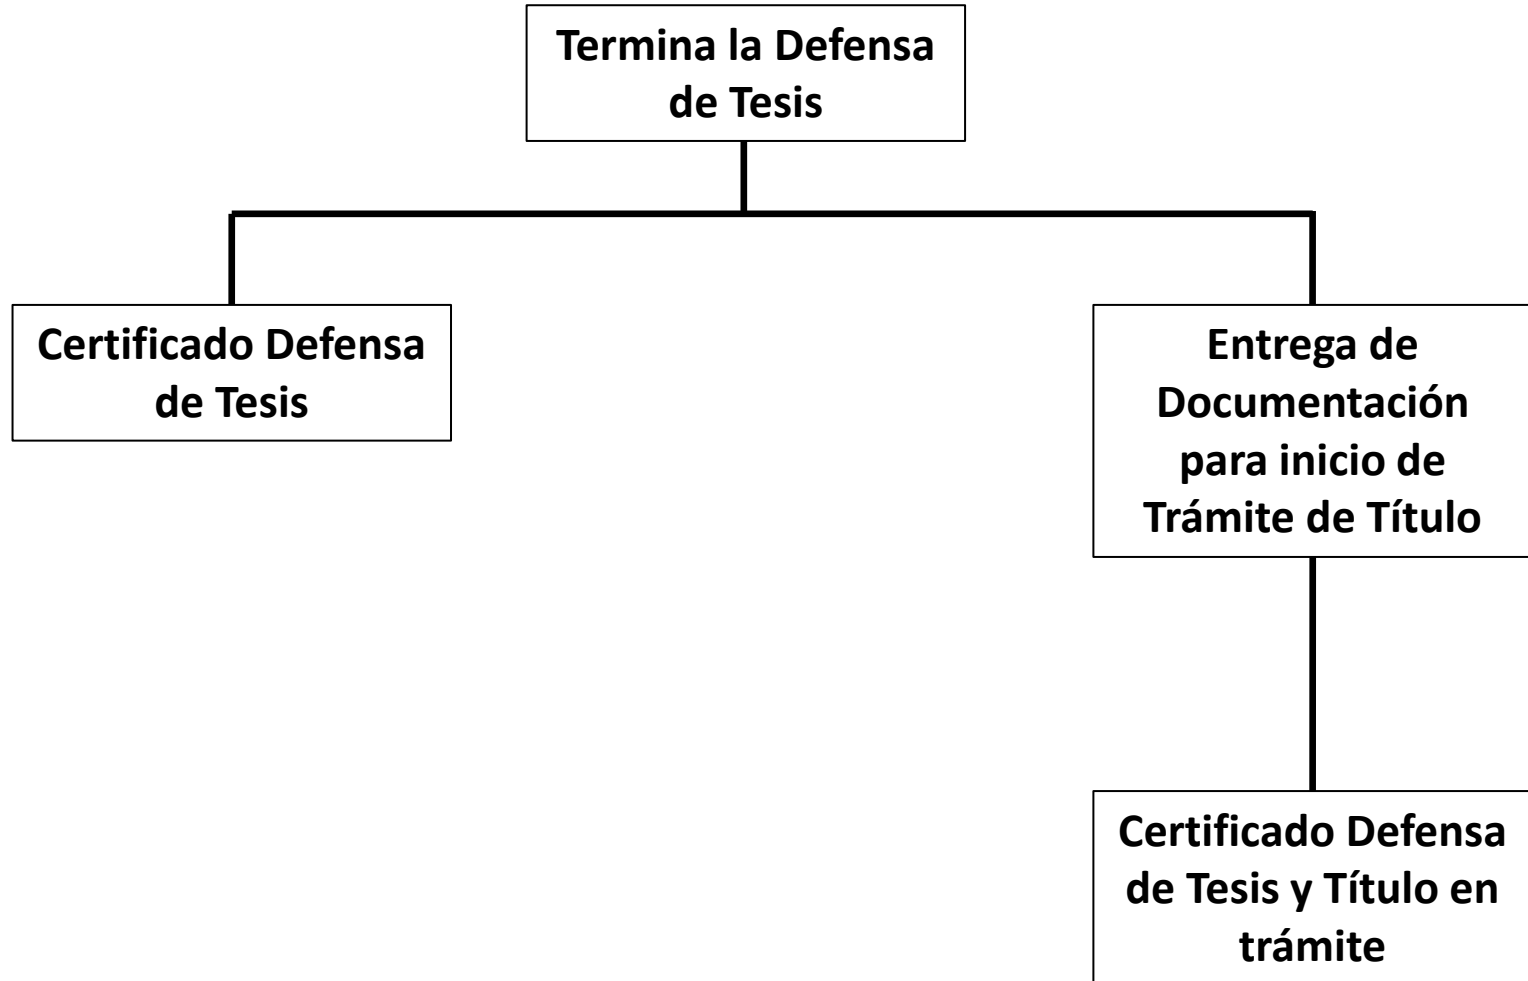 Termina la Defensa
de Tesis
Certificado Defensa
de Tesis
Entrega de
Documentación
para inicio de
Trámite de Título
Certificado Defensa
de Tesis y Título en
trámite